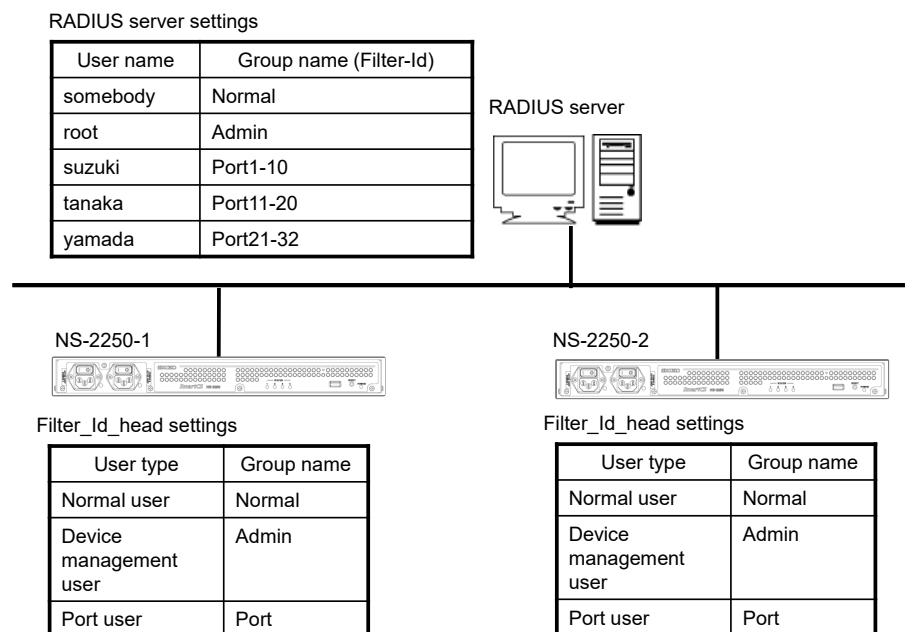 RADIUS server settings
User name Group name (Filter-Id)
somebody Normal
root Admin
suzuki Port1-10
tanaka Port11-20
yamada Port21-32
RADIUS server
NS-2250-1
NS-2250-2
Filter_Id_head settings
User type Group name
Normal user Normal
Device management user Admin
Port user Port
Filter_Id_head settings
User type Group name
Normal user Normal
Device management user Admin
Port user Port